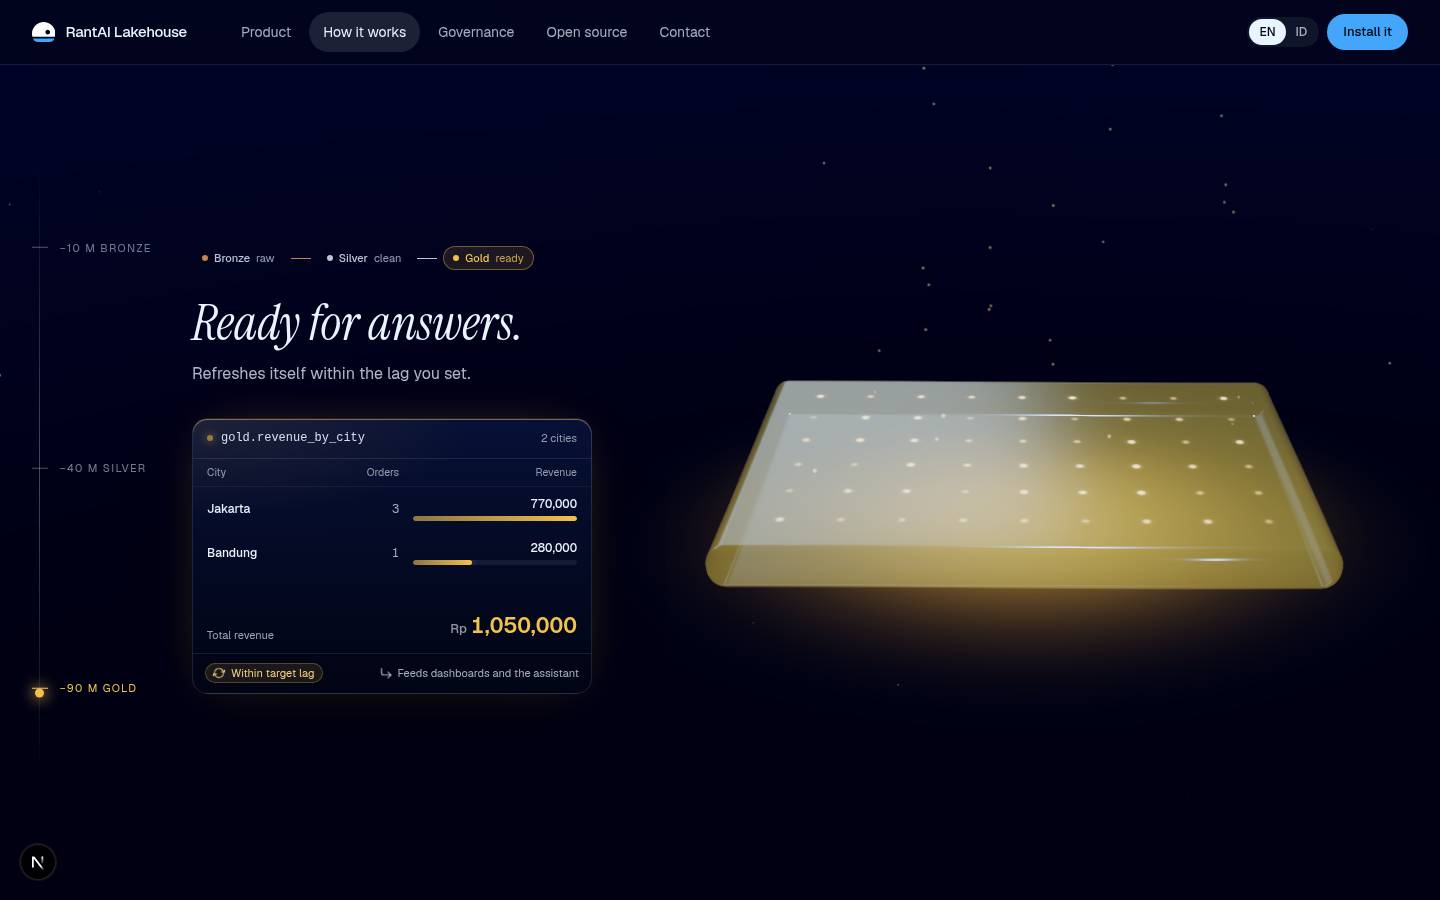 RantAI Lakehouse
Product
How it works
Governance
Open source
Contact
EN
ID
Install it
−10 M BRONZE
Bronze raw
Silver clean
Gold ready
Ready for answers.
Refreshes itself within the lag you set.
gold.revenue_by_city
2 cities
City
Orders
Revenue
Jakarta
3
770,000
−40 M SILVER
Bandung
1
280,000
Total revenue
Rp 1,050,000
Within target lag
Feeds dashboards and the assistant
−90 M GOLD
N